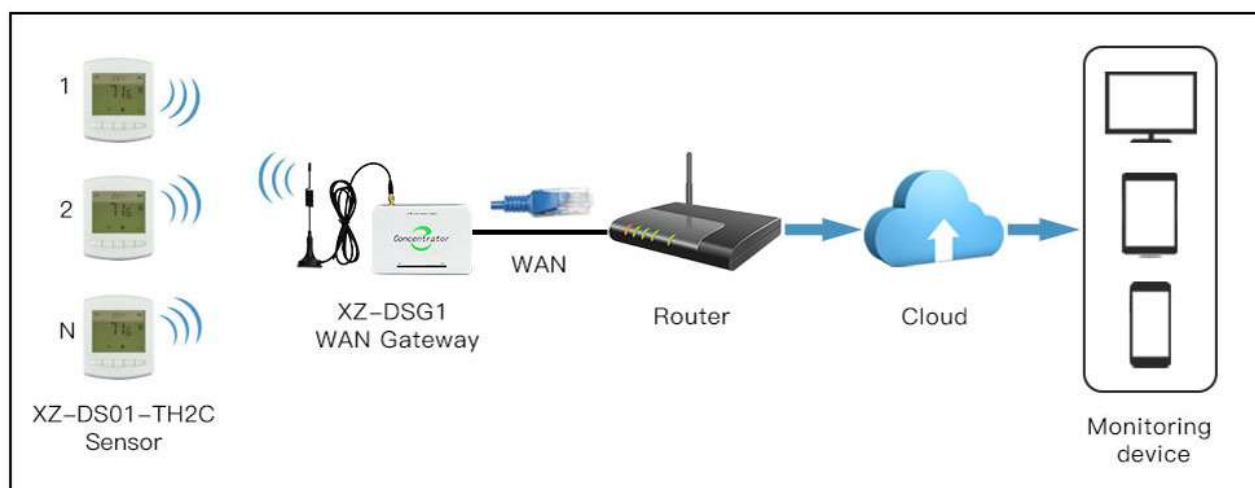 1
2
N
XZ-DS01-TH2C
Sensor
Concentrator
XZ-DSG1
WAN Gateway
WAN
Router
Cloud
Monitoring
device